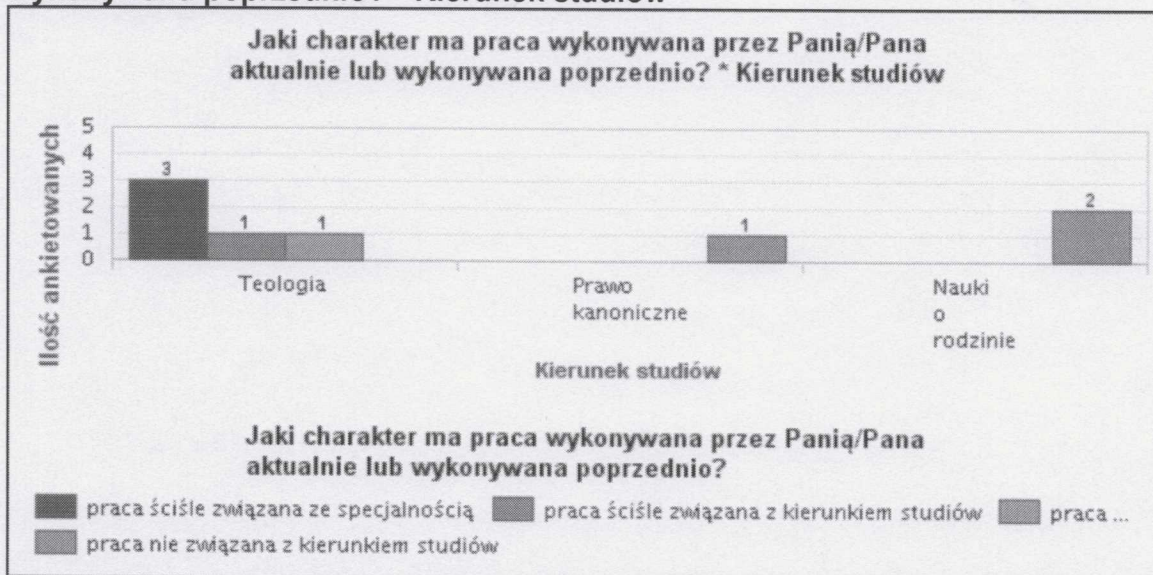 Jaki charakter ma praca wykonywana przez Panią/Pana
aktualnie lub wykonywana poprzednio? * Kierunek studiów
Ilość ankietowanych
5
4
3
2
1
0
3
1
1
1
2
Teologia
Prawo
kanoniczne
Nauki
o
rodzinie
Kierunek studiów
Jaki charakter ma praca wykonywana przez Panią/Pana
aktualnie lub wykonywana poprzednio?
praca ściśle związana ze specjalnością praca ściśle związana z kierunkiem studiów praca ...
praca nie związana z kierunkiem studiów